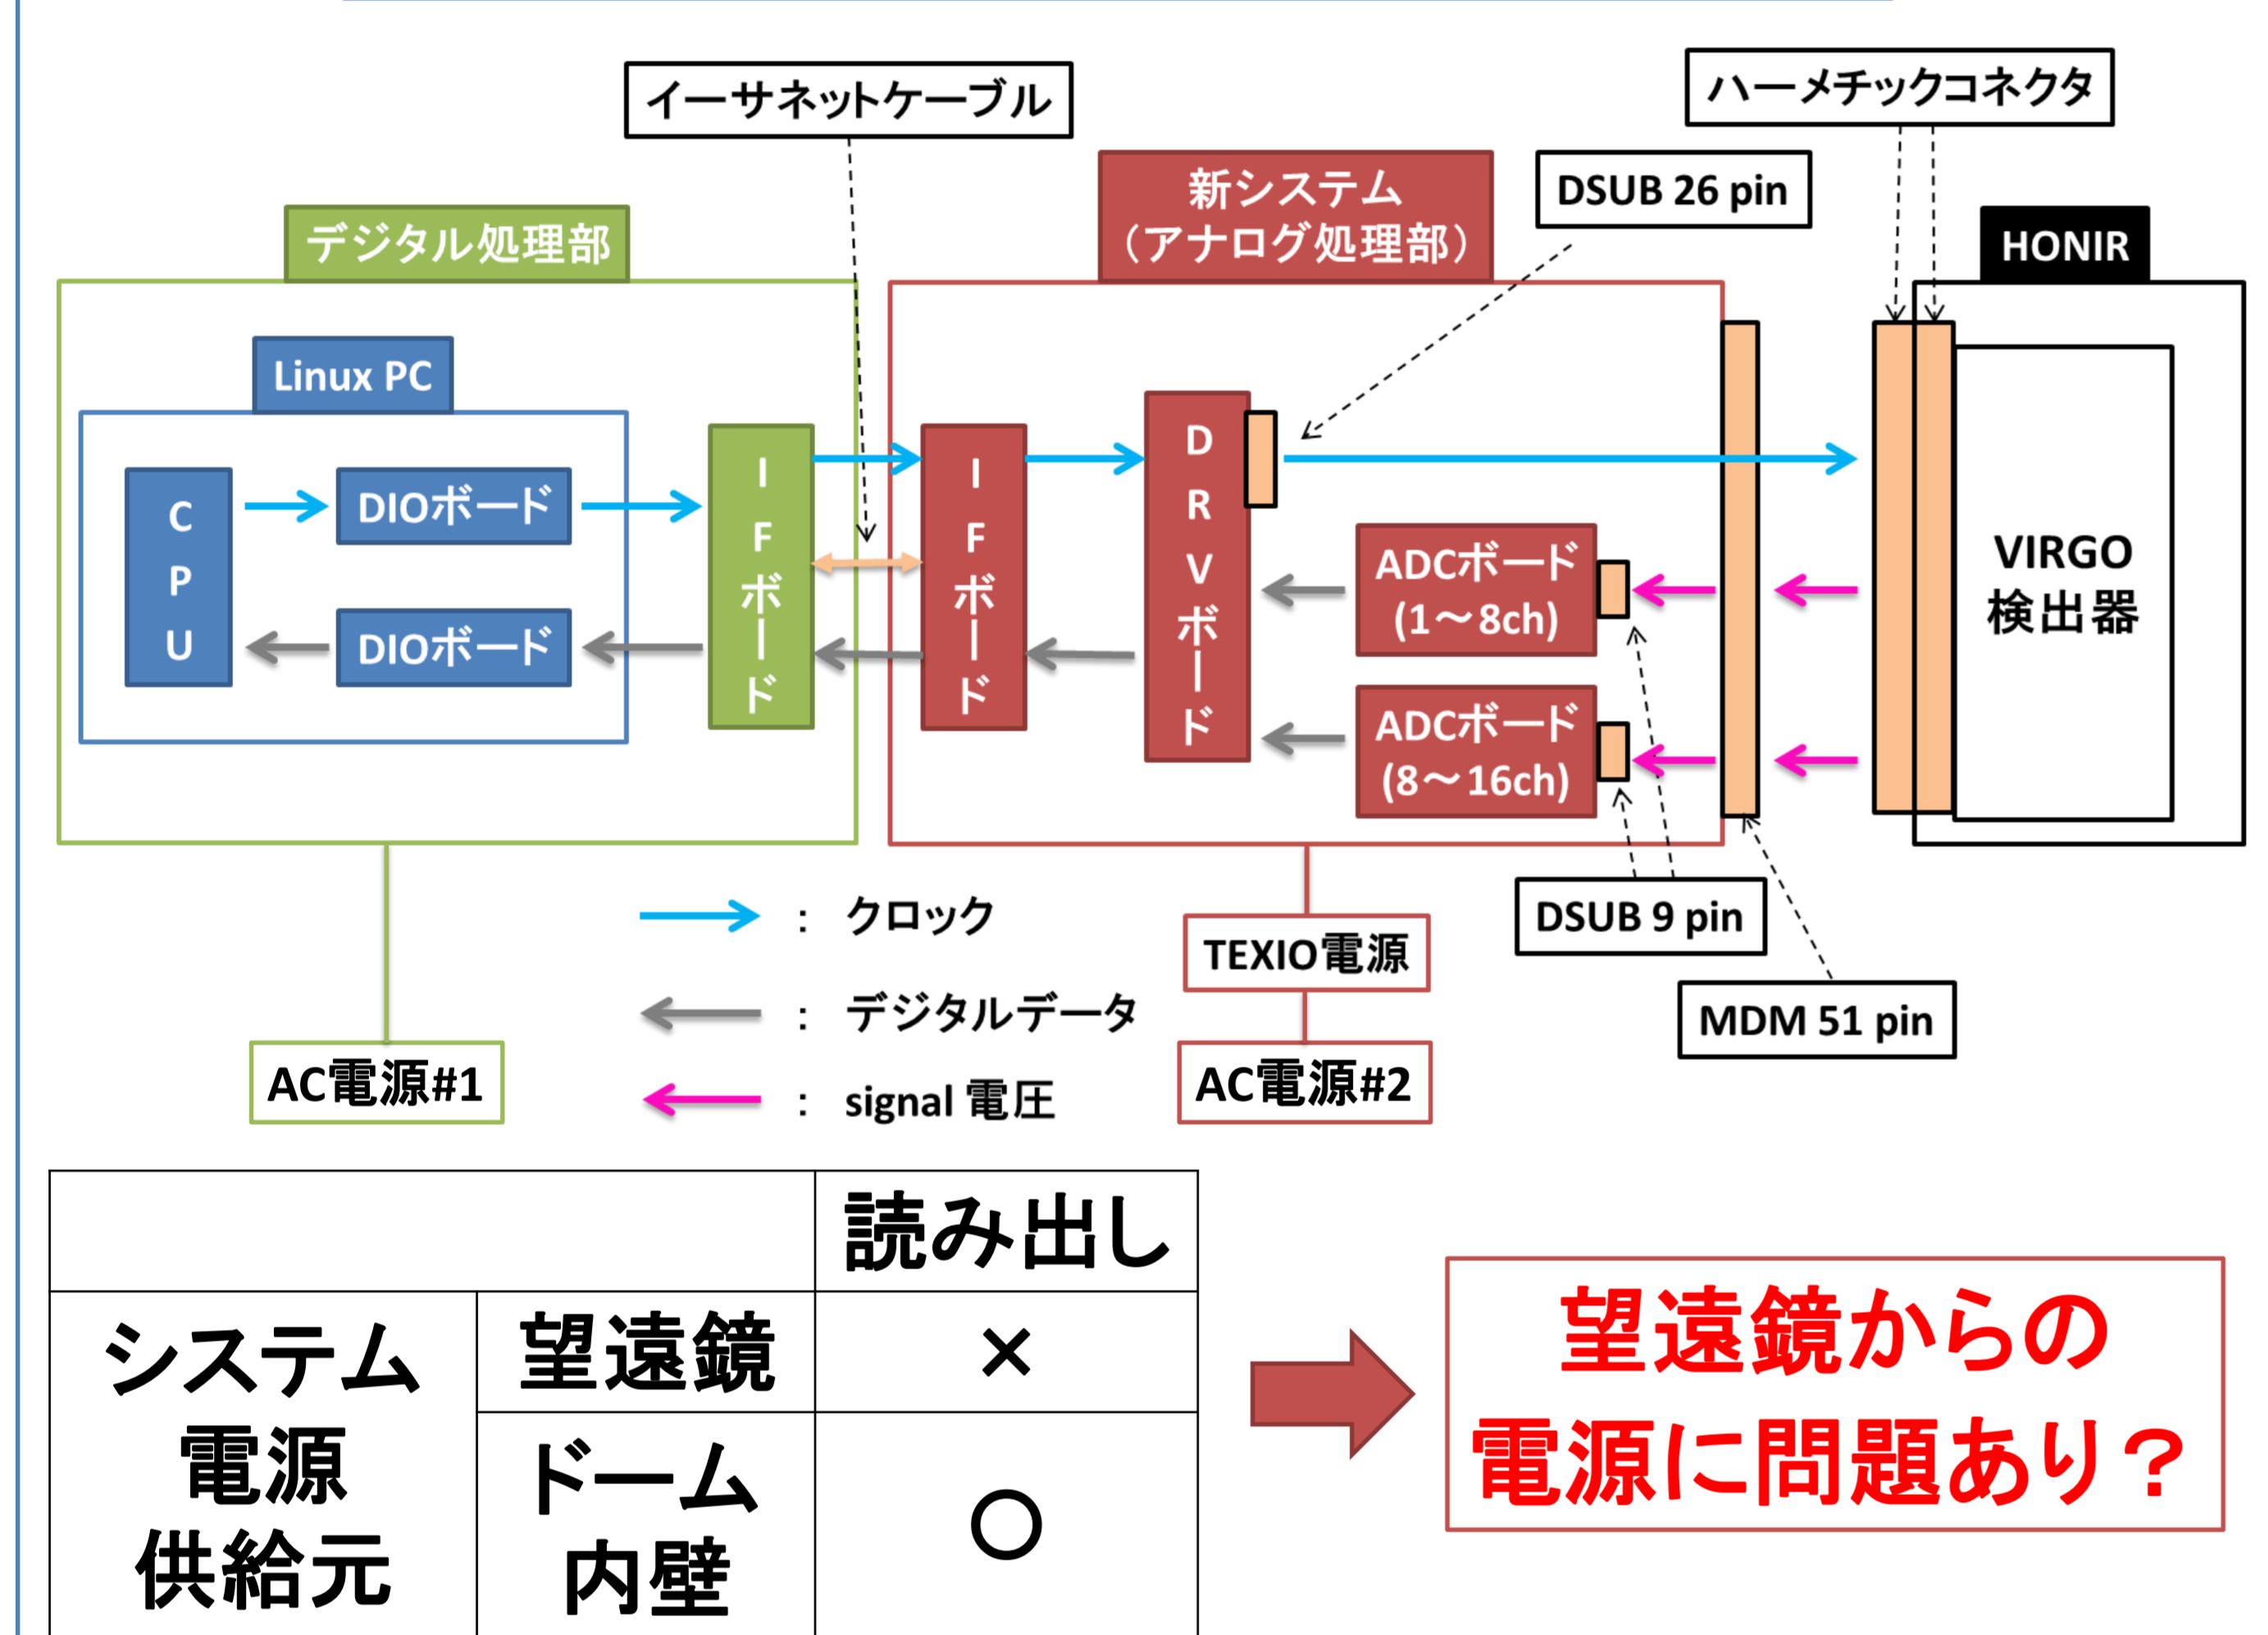 イーサネットケーブル
ハーメチックコネクタ
新システム
（アナログ処理部）
DSUB 26 pin
デジタル処理部
HONIR
Linux PC
CPU
DIOボード
DIOボード
IFボード
IFボード
DRVボード
ADCボード
(1～8ch)
ADCボード
(8～16ch)
VIRGO
検出器
： クロック
： デジタルデータ
： signal 電圧
TEXIO電源
DSUB 9 pin
MDM 51 pin
AC電源#1
AC電源#2
読み出し
システム
電源
供給元
望遠鏡
×
ドーム
内壁
○
望遠鏡からの
電源に問題あり？